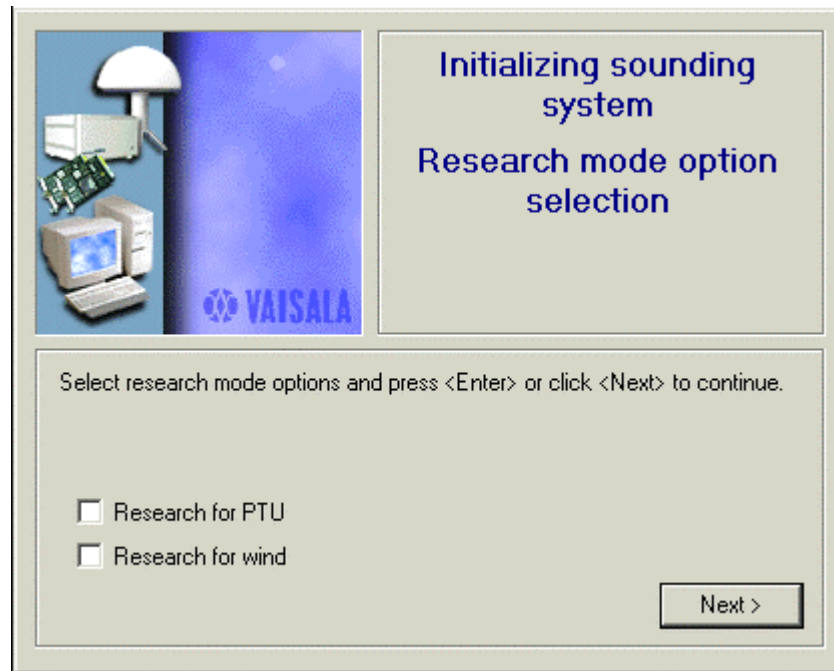 Initializing sounding
system
Research mode option
selection
VAISALA
Select research mode options and press <Enter> or click <Next> to continue.
Research for PTU
Research for wind
Next >